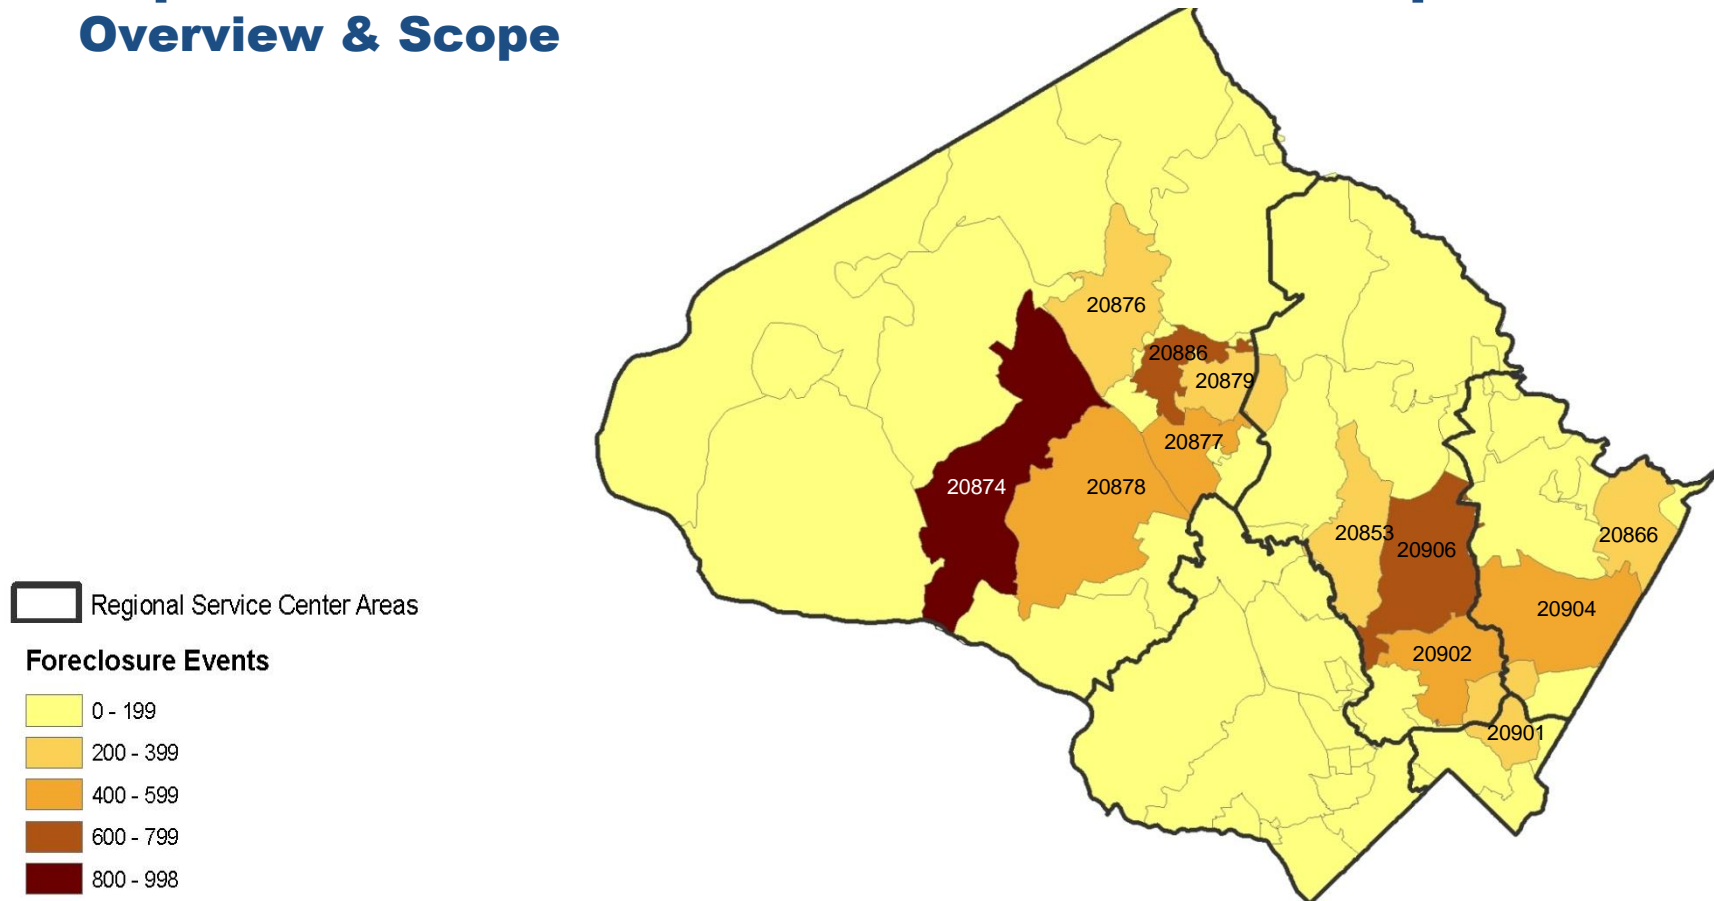 Overview & Scope
20876
20886
20879
20877
20874
20878
20853
20906
20866
20904
20902
20901
Regional Service Center Areas
Foreclosure Events
0 - 199
200 - 399
400 - 599
600 - 799
800 - 998